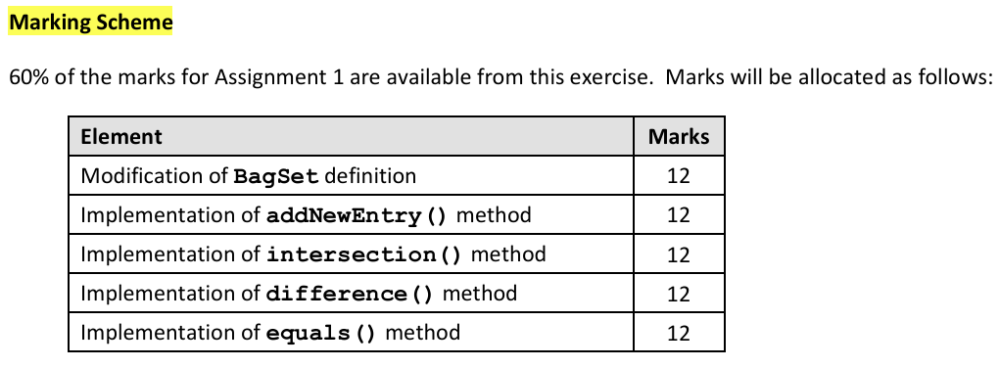 Marking Scheme
60% of the marks for Assignment 1 are available from this exercise. Marks will be allocated as follows:
Element Marks
Modification of BagSet definition 12
Implementation of addNewEntry() method 12
Implementation of intersection() method 12
Implementation of difference() method 12
Implementation of equals() method 12